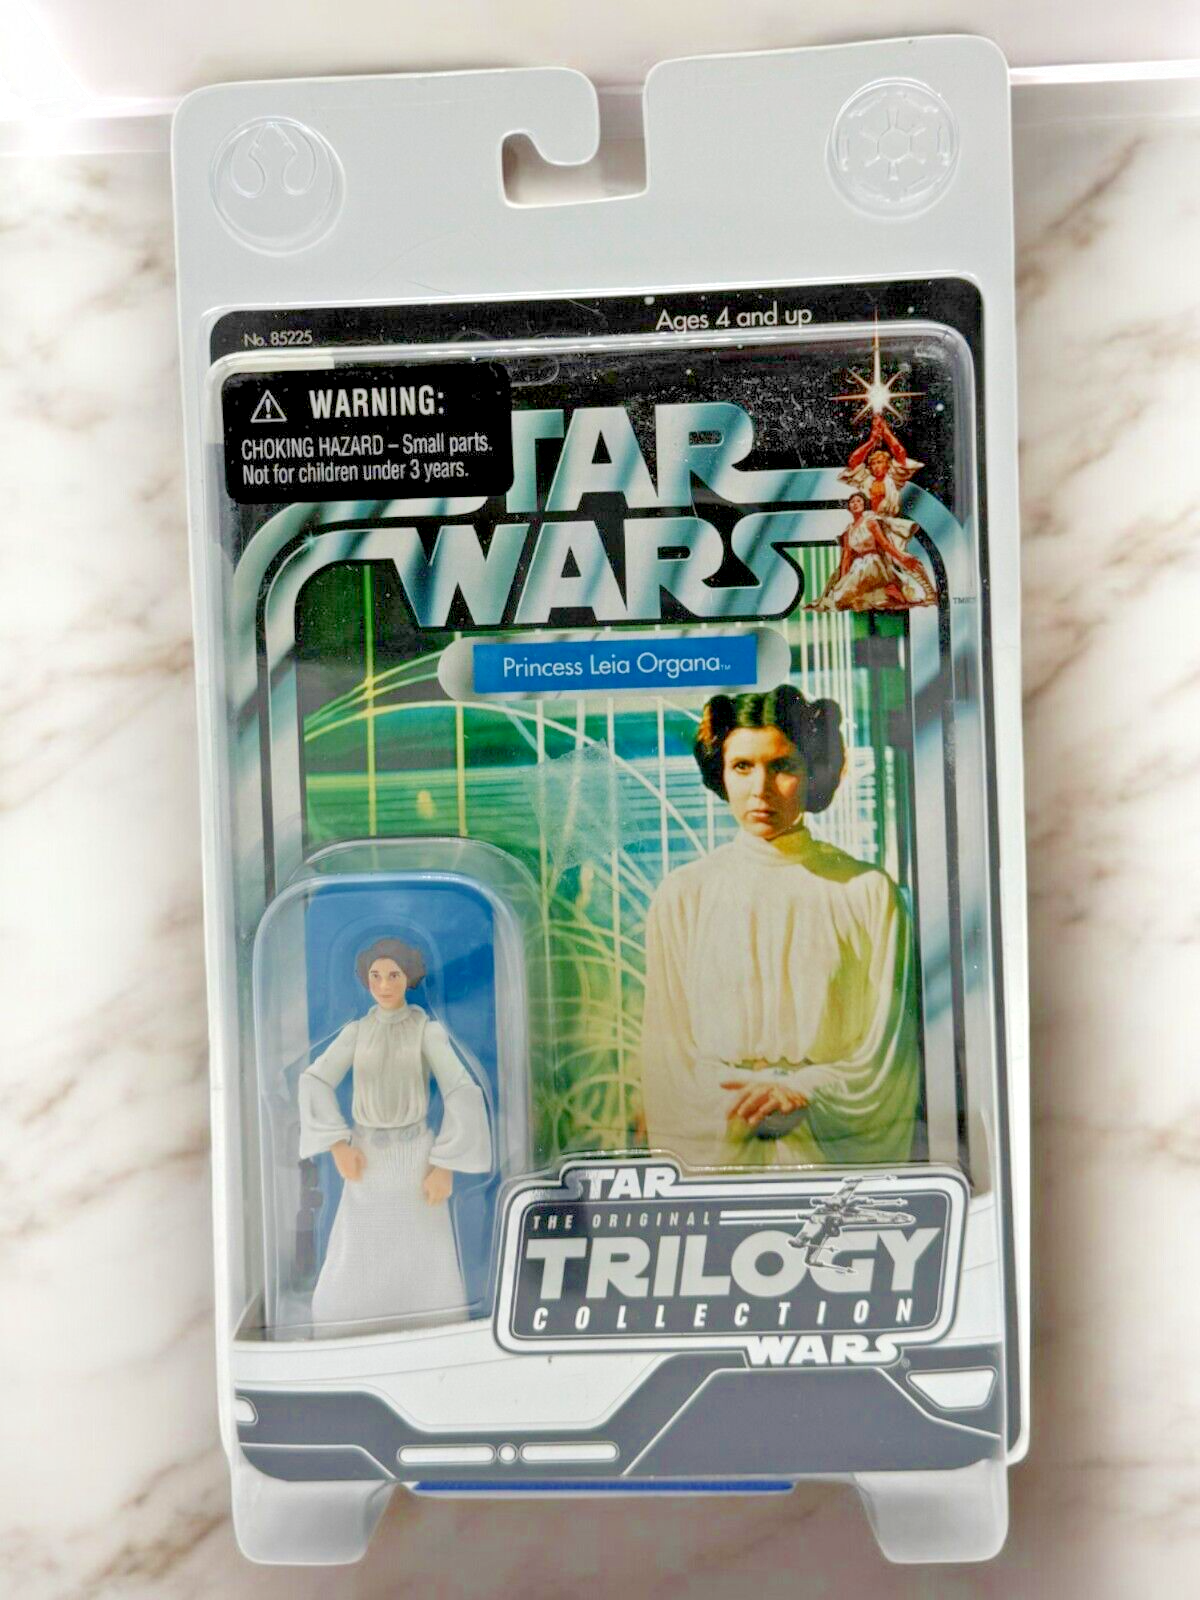 No. 85225
Ages 4 and up
WARNING:
CHOKING HAZARD – Small parts.
Not for children under 3 years.
STAR
WARS
Princess Leia Organa™
STAR
THE ORIGINAL
TRILOGY
COLLECTION
WARS®